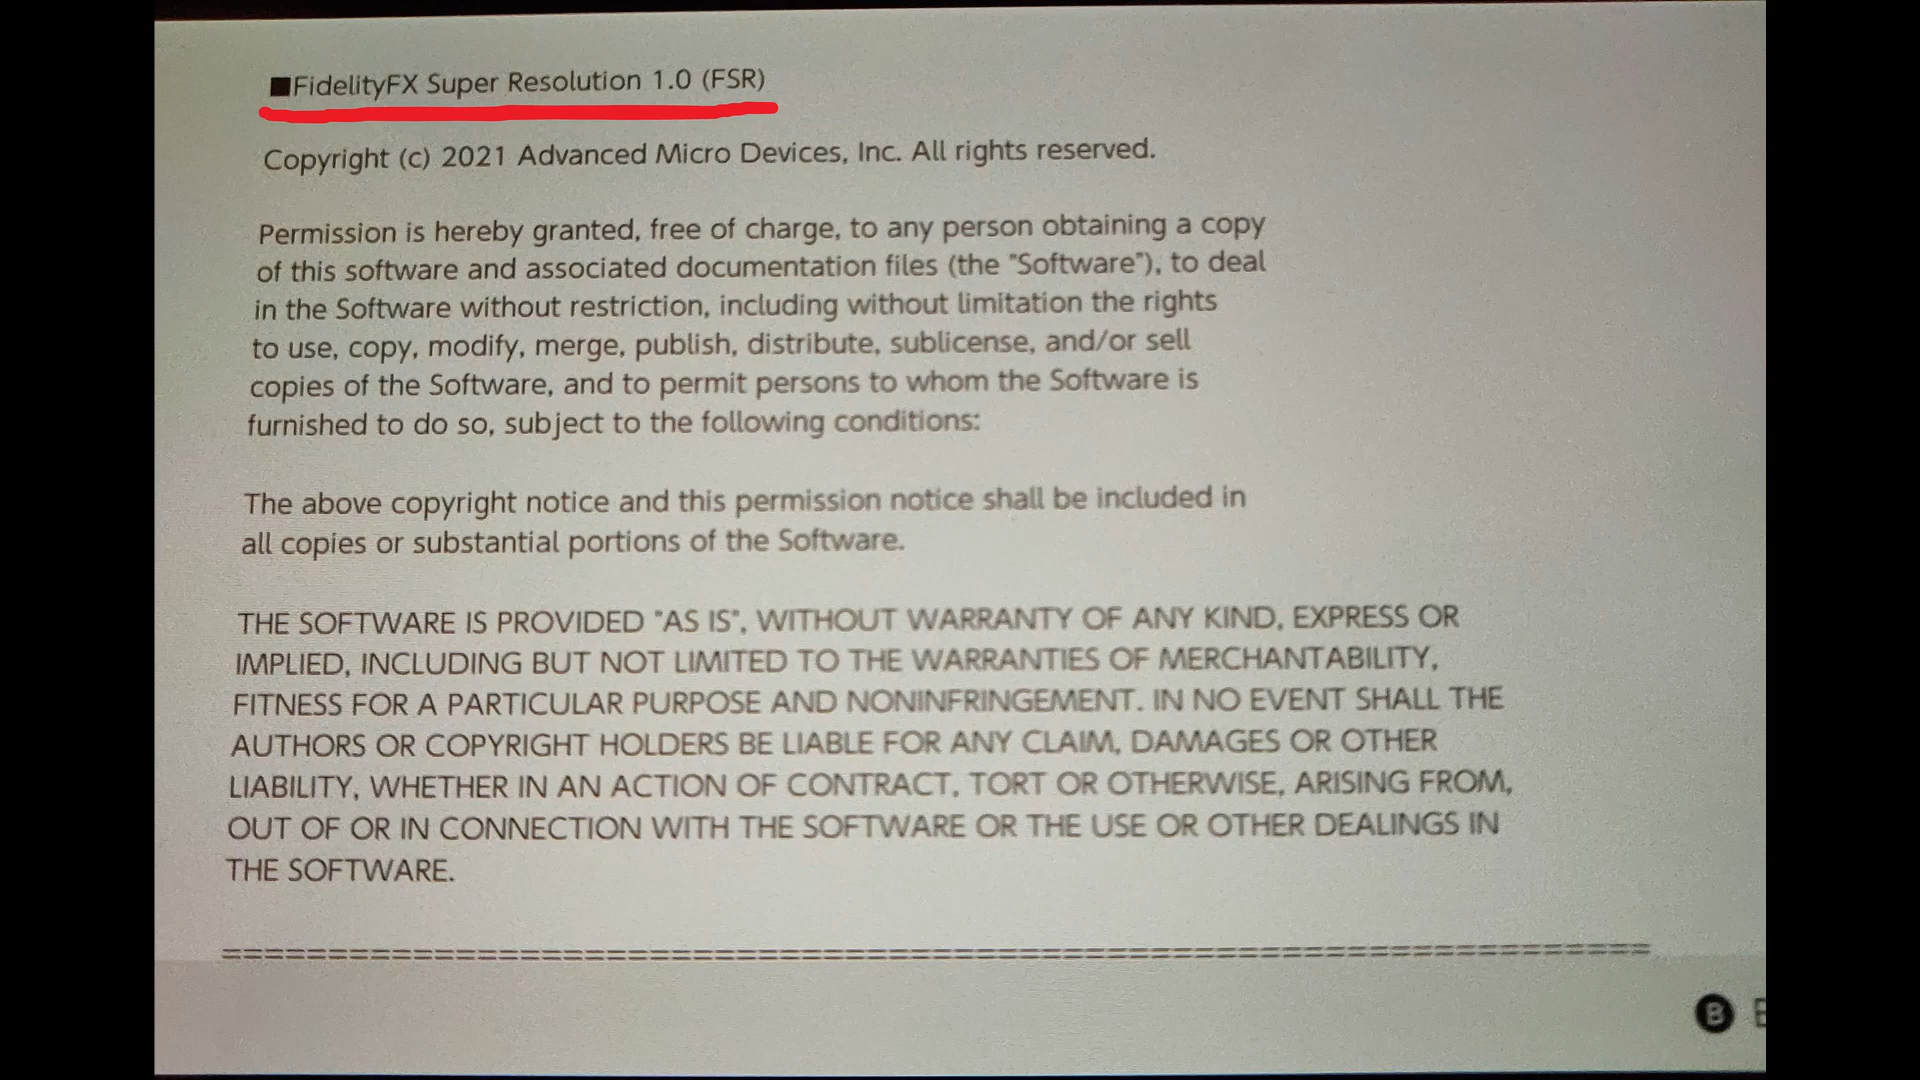 ■FidelityFX Super Resolution 1.0 (FSR)
Copyright (c) 2021 Advanced Micro Devices, Inc. All rights reserved.
Permission is hereby granted, free of charge, to any person obtaining a copy
of this software and associated documentation files (the "Software"), to deal
in the Software without restriction, including without limitation the rights
to use, copy, modify, merge, publish, distribute, sublicense, and/or sell
copies of the Software, and to permit persons to whom the Software is
furnished to do so, subject to the following conditions:
The above copyright notice and this permission notice shall be included in
all copies or substantial portions of the Software.
THE SOFTWARE IS PROVIDED "AS IS", WITHOUT WARRANTY OF ANY KIND, EXPRESS OR
IMPLIED, INCLUDING BUT NOT LIMITED TO THE WARRANTIES OF MERCHANTABILITY,
FITNESS FOR A PARTICULAR PURPOSE AND NONINFRINGEMENT. IN NO EVENT SHALL THE
AUTHORS OR COPYRIGHT HOLDERS BE LIABLE FOR ANY CLAIM, DAMAGES OR OTHER
LIABILITY, WHETHER IN AN ACTION OF CONTRACT, TORT OR OTHERWISE, ARISING FROM,
OUT OF OR IN CONNECTION WITH THE SOFTWARE OR THE USE OR OTHER DEALINGS IN
THE SOFTWARE.
B